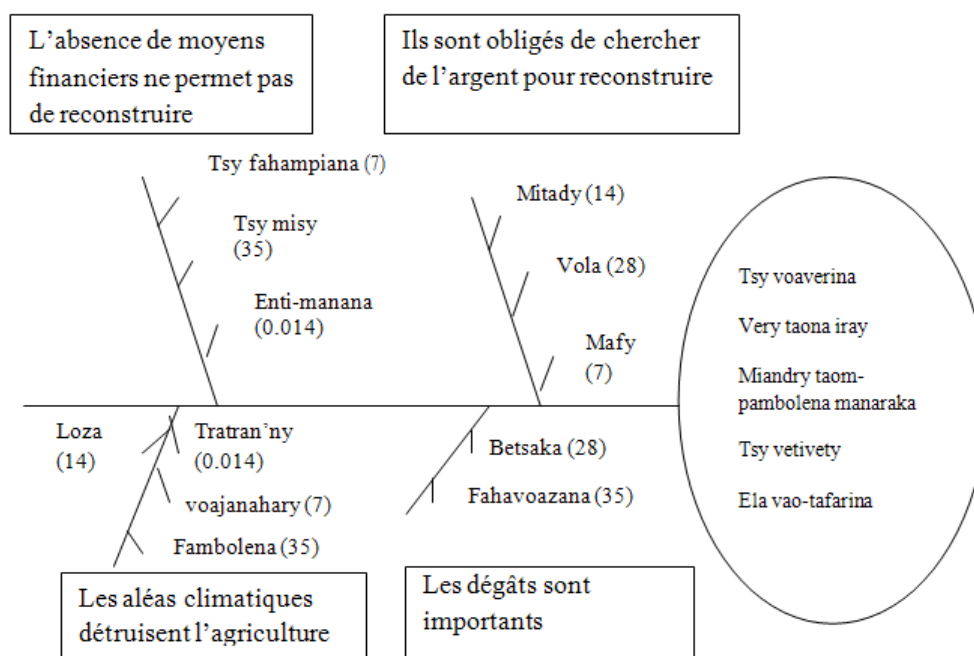 L’absence de moyens
financiers ne permet pas
de reconstruire
Ils sont obligés de chercher
de l’argent pour reconstruire
Tsy fahampiana (7)
Tsy misy
(35)
Enti-manana
(0.014)
Mitady (14)
Vola (28)
Mafy
(7)
Tsy voaverina
Very taona iray
Miandry taom-
pambolena manaraka
Tsy vetivety
Ela vao-tafarina
Loza
(14)
Tratran’ny
(0.014)
voajanahary (7)
Fambolena (35)
Betsaka (28)
Fahavoazana (35)
Les aléas climatiques
détruisent l’agriculture
Les dégâts sont
importants